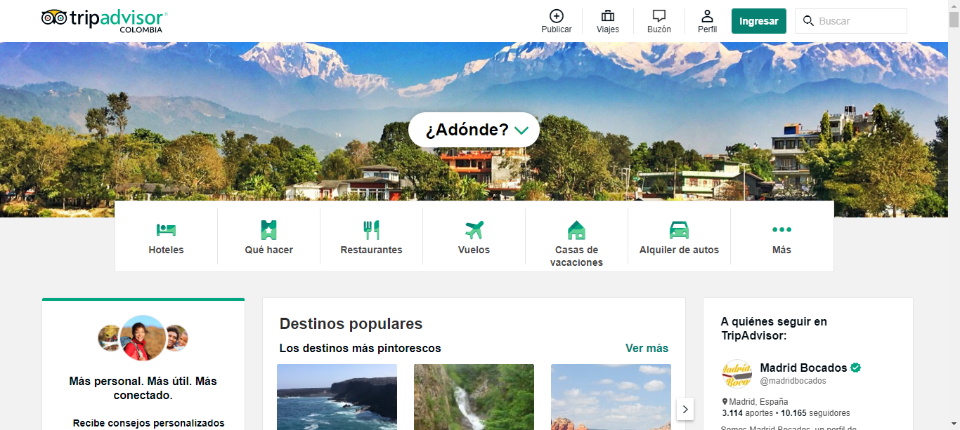 tripadvisor®
COLOMBIA
Publicar
Viajes
Buzón
Perfil
Ingresar
Buscar
¿Adónde?
Hoteles
Qué hacer
Restaurantes
Vuelos
Casas de
vacaciones
Alquiler de autos
Más
Más personal. Más útil. Más
conectado.
Recibe consejos personalizados
Destinos populares
Los destinos más pintorescos
Ver más
A quiénes seguir en
TripAdvisor:
Madrid Bocados
@madridbocados
Madrid, España
3.114 aportes • 10.165 seguidores
Somos Madrid Bocados, un perfil de